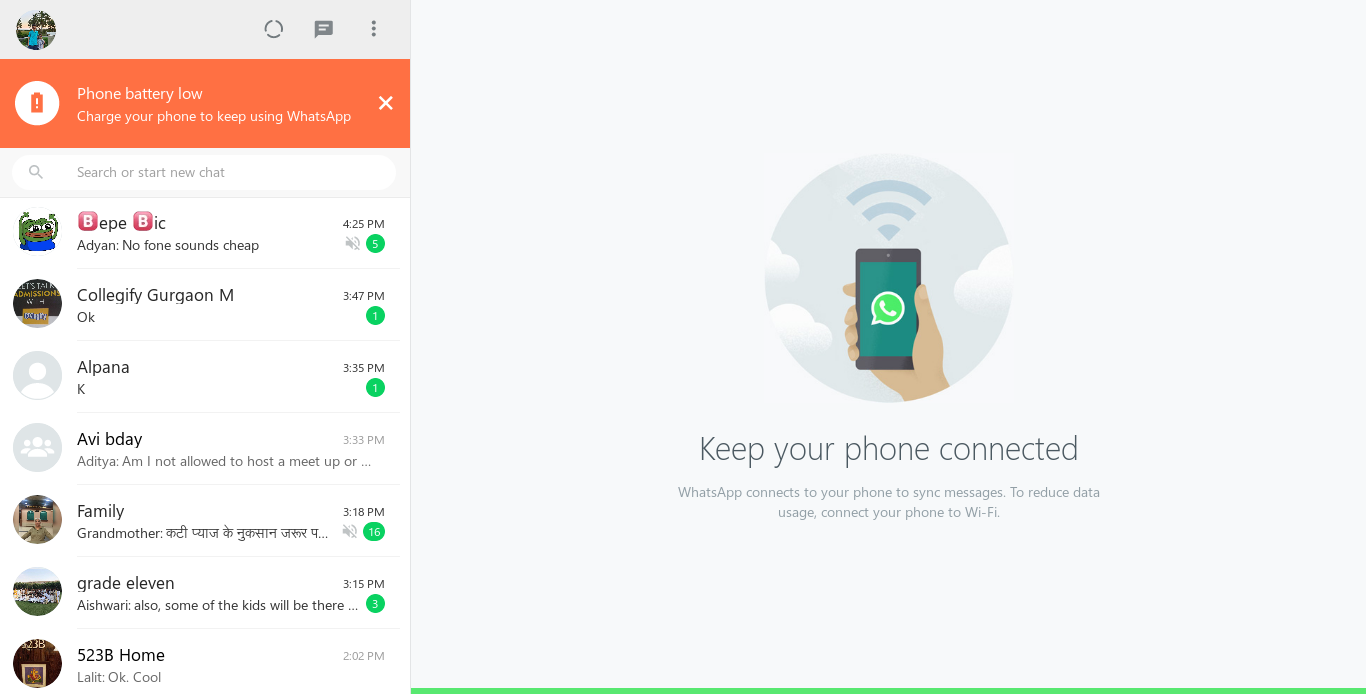 Phone battery low
Charge your phone to keep using WhatsApp
Search or start new chat
🅱epe 🅱ic
4:25 PM
Adyan: No fone sounds cheap
5
Collegify Gurgaon M
3:47 PM
Ok
1
Alpana
3:35 PM
K
1
Avi bday
3:33 PM
Aditya: Am I not allowed to host a meet up or ...
Family
3:18 PM
Grandmother: कटी प्याज के नुकसान जरूर प...
16
grade eleven
3:15 PM
Aishwari: also, some of the kids will be there ...
3
523B Home
2:02 PM
Lalit: Ok. Cool
Keep your phone connected
WhatsApp connects to your phone to sync messages. To reduce data
usage, connect your phone to Wi-Fi.